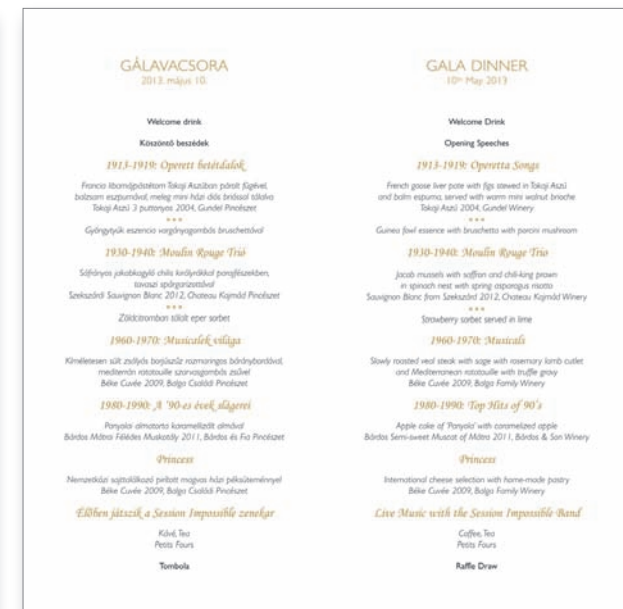 GÁLAVACSORA
2013. május 10.
Welcome drink
Köszöntő beszédek
1913-1919: Operett betétdalok
Francia libamájpástétom Tokaji Aszúban párolt fügével,
balzsam eszpumával, meleg mini házi diós brióssal tálalva
Tokaji Aszú 3 puttonyos 2004, Gundel Pincészet
***
Gyöngytyúk eszencia vargányagombás bruschettával
1930-1940: Moulin Rouge Trió
Sáfrányos jakabkagyló chilis királyrákkal parajfészekben,
tavaszi spárgarizottóval
Szekszárdi Sauvignon Blanc 2012, Chateau Kajmád Pincészet
***
Zöldcitromban tálalt eper sorbet
1960-1970: Musicalek világa
Kíméletesen sült zsályás borjúszűz rozmaringos báránybordával,
mediterrán ratatouille szarvasgombás zsüvel
Béke Cuvée 2009, Balga Családi Pincészet
1980-1990: A '90-es évek slágerei
Panyolai almatorta karamellizált almával
Bárdos Mátrai Félédes Muskotály 2011, Bárdos és Fia Pincészet
Princess
Nemzetközi sajttalálkozó pirított magvas házi péksüteménnyel
Béke Cuvée 2009, Balga Családi Pincészet
Élőben játszik a Session Impossible zenekar
Kávé, Tea
Petits Fours
Tombola
GALA DINNER
10th May 2013
Welcome Drink
Opening Speeches
1913-1919: Operetta Songs
French goose liver pate with figs stewed in Tokaj Aszú
and balm espuma, served with warm mini walnut brioche
Tokaj Aszú 2004, Gundel Winery
***
Guinea fowl essence with bruschetta with porcini mushroom
1930-1940: Moulin Rouge Trio
Jacob mussels with saffron and chili-king prawn
in spinach nest with spring asparagus risotto
Sauvignon Blanc from Szekszárd 2012, Chateau Kajmád Winery
***
Strawberry sorbet served in lime
1960-1970: Musicals
Slowly roasted veal steak with sage with rosemary lamb cutlet
and Mediterranean ratatouille with truffle gravy
Béke Cuvée 2009, Balga Family Winery
1980-1990: Top Hits of 90's
Apple cake of 'Panyola' with caramelized apple
Bárdos Semi-sweet Muscat of Mátra 2011, Bárdos & Son Winery
Princess
International cheese selection with home-made pastry
Béke Cuvée 2009, Balga Family Winery
Live Music with the Session Impossible Band
Coffee, Tea
Petits Fours
Raffle Draw